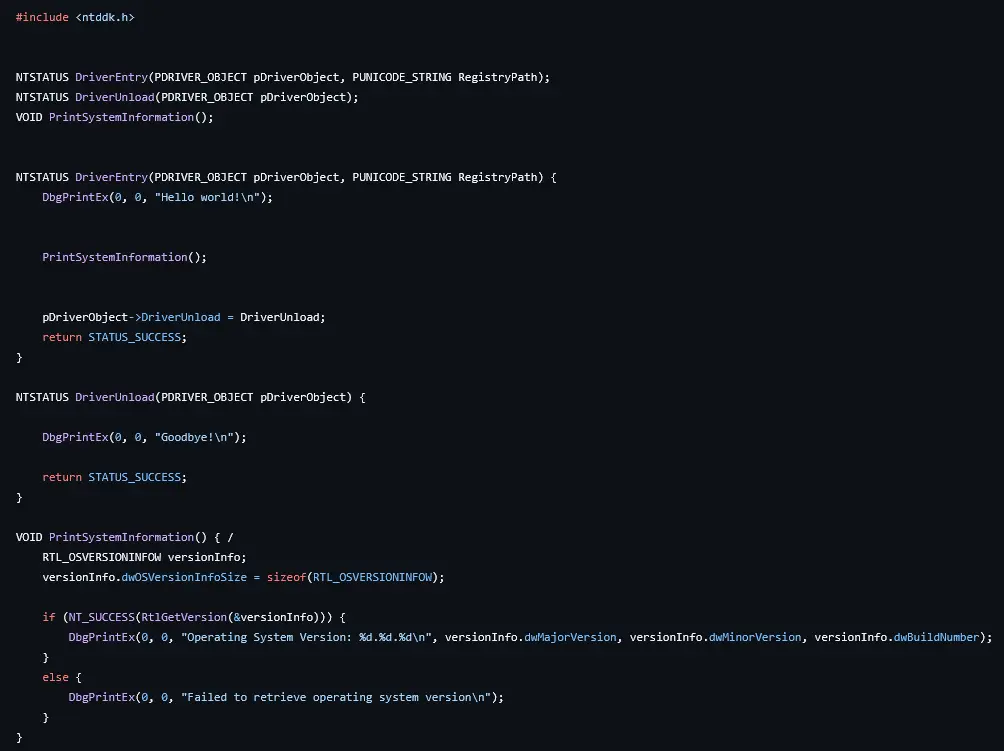 #include <ntddk.h>
NTSTATUS DriverEntry(PDRIVER_OBJECT pDriverObject, PUNICODE_STRING RegistryPath);
NTSTATUS DriverUnload(PDRIVER_OBJECT pDriverObject);
VOID PrintSystemInformation();
NTSTATUS DriverEntry(PDRIVER_OBJECT pDriverObject, PUNICODE_STRING RegistryPath) {
    DbgPrintEx(0, 0, "Hello world!\n");
    PrintSystemInformation();
    pDriverObject->DriverUnload = DriverUnload;
    return STATUS_SUCCESS;
}
NTSTATUS DriverUnload(PDRIVER_OBJECT pDriverObject) {
    DbgPrintEx(0, 0, "Goodbye!\n");
    return STATUS_SUCCESS;
}
VOID PrintSystemInformation() { /
    RTL_OSVERSIONINFOW versionInfo;
    versionInfo.dwOSVersionInfoSize = sizeof(RTL_OSVERSIONINFOW);
    if (NT_SUCCESS(RtlGetVersion(&versionInfo))) {
        DbgPrintEx(0, 0, "Operating System Version: %d.%d.%d\n", versionInfo.dwMajorVersion, versionInfo.dwMinorVersion, versionInfo.dwBuildNumber);
    }
    else {
        DbgPrintEx(0, 0, "Failed to retrieve operating system version\n");
    }
}